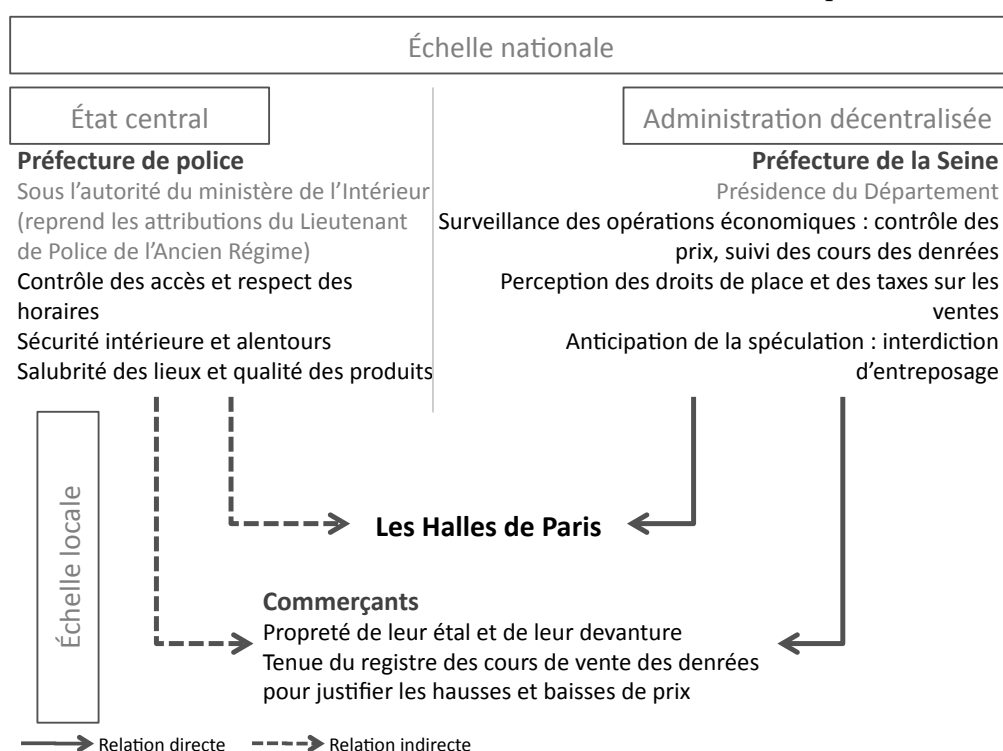 Échelle nationale
État central
Administration décentralisée
Préfecture de police
Sous l'autorité du ministère de l'Intérieur
(reprend les attributions du Lieutenant
de Police de l'Ancien Régime)
Contrôle des accès et respect des
horaires
Sécurité intérieure et alentours
Salubrité des lieux et qualité des produits
Préfecture de la Seine
Présidence du Département
Surveillance des opérations économiques : contrôle des
prix, suivi des cours des denrées
Perception des droits de place et des taxes sur les
ventes
Anticipation de la spéculation : interdiction
d'entreposage
Échelle locale
Les Halles de Paris
Commerçants
Propreté de leur étal et de leur devanture
Tenue du registre des cours de vente des denrées
pour justifier les hausses et baisses de prix
Relation directe
Relation indirecte